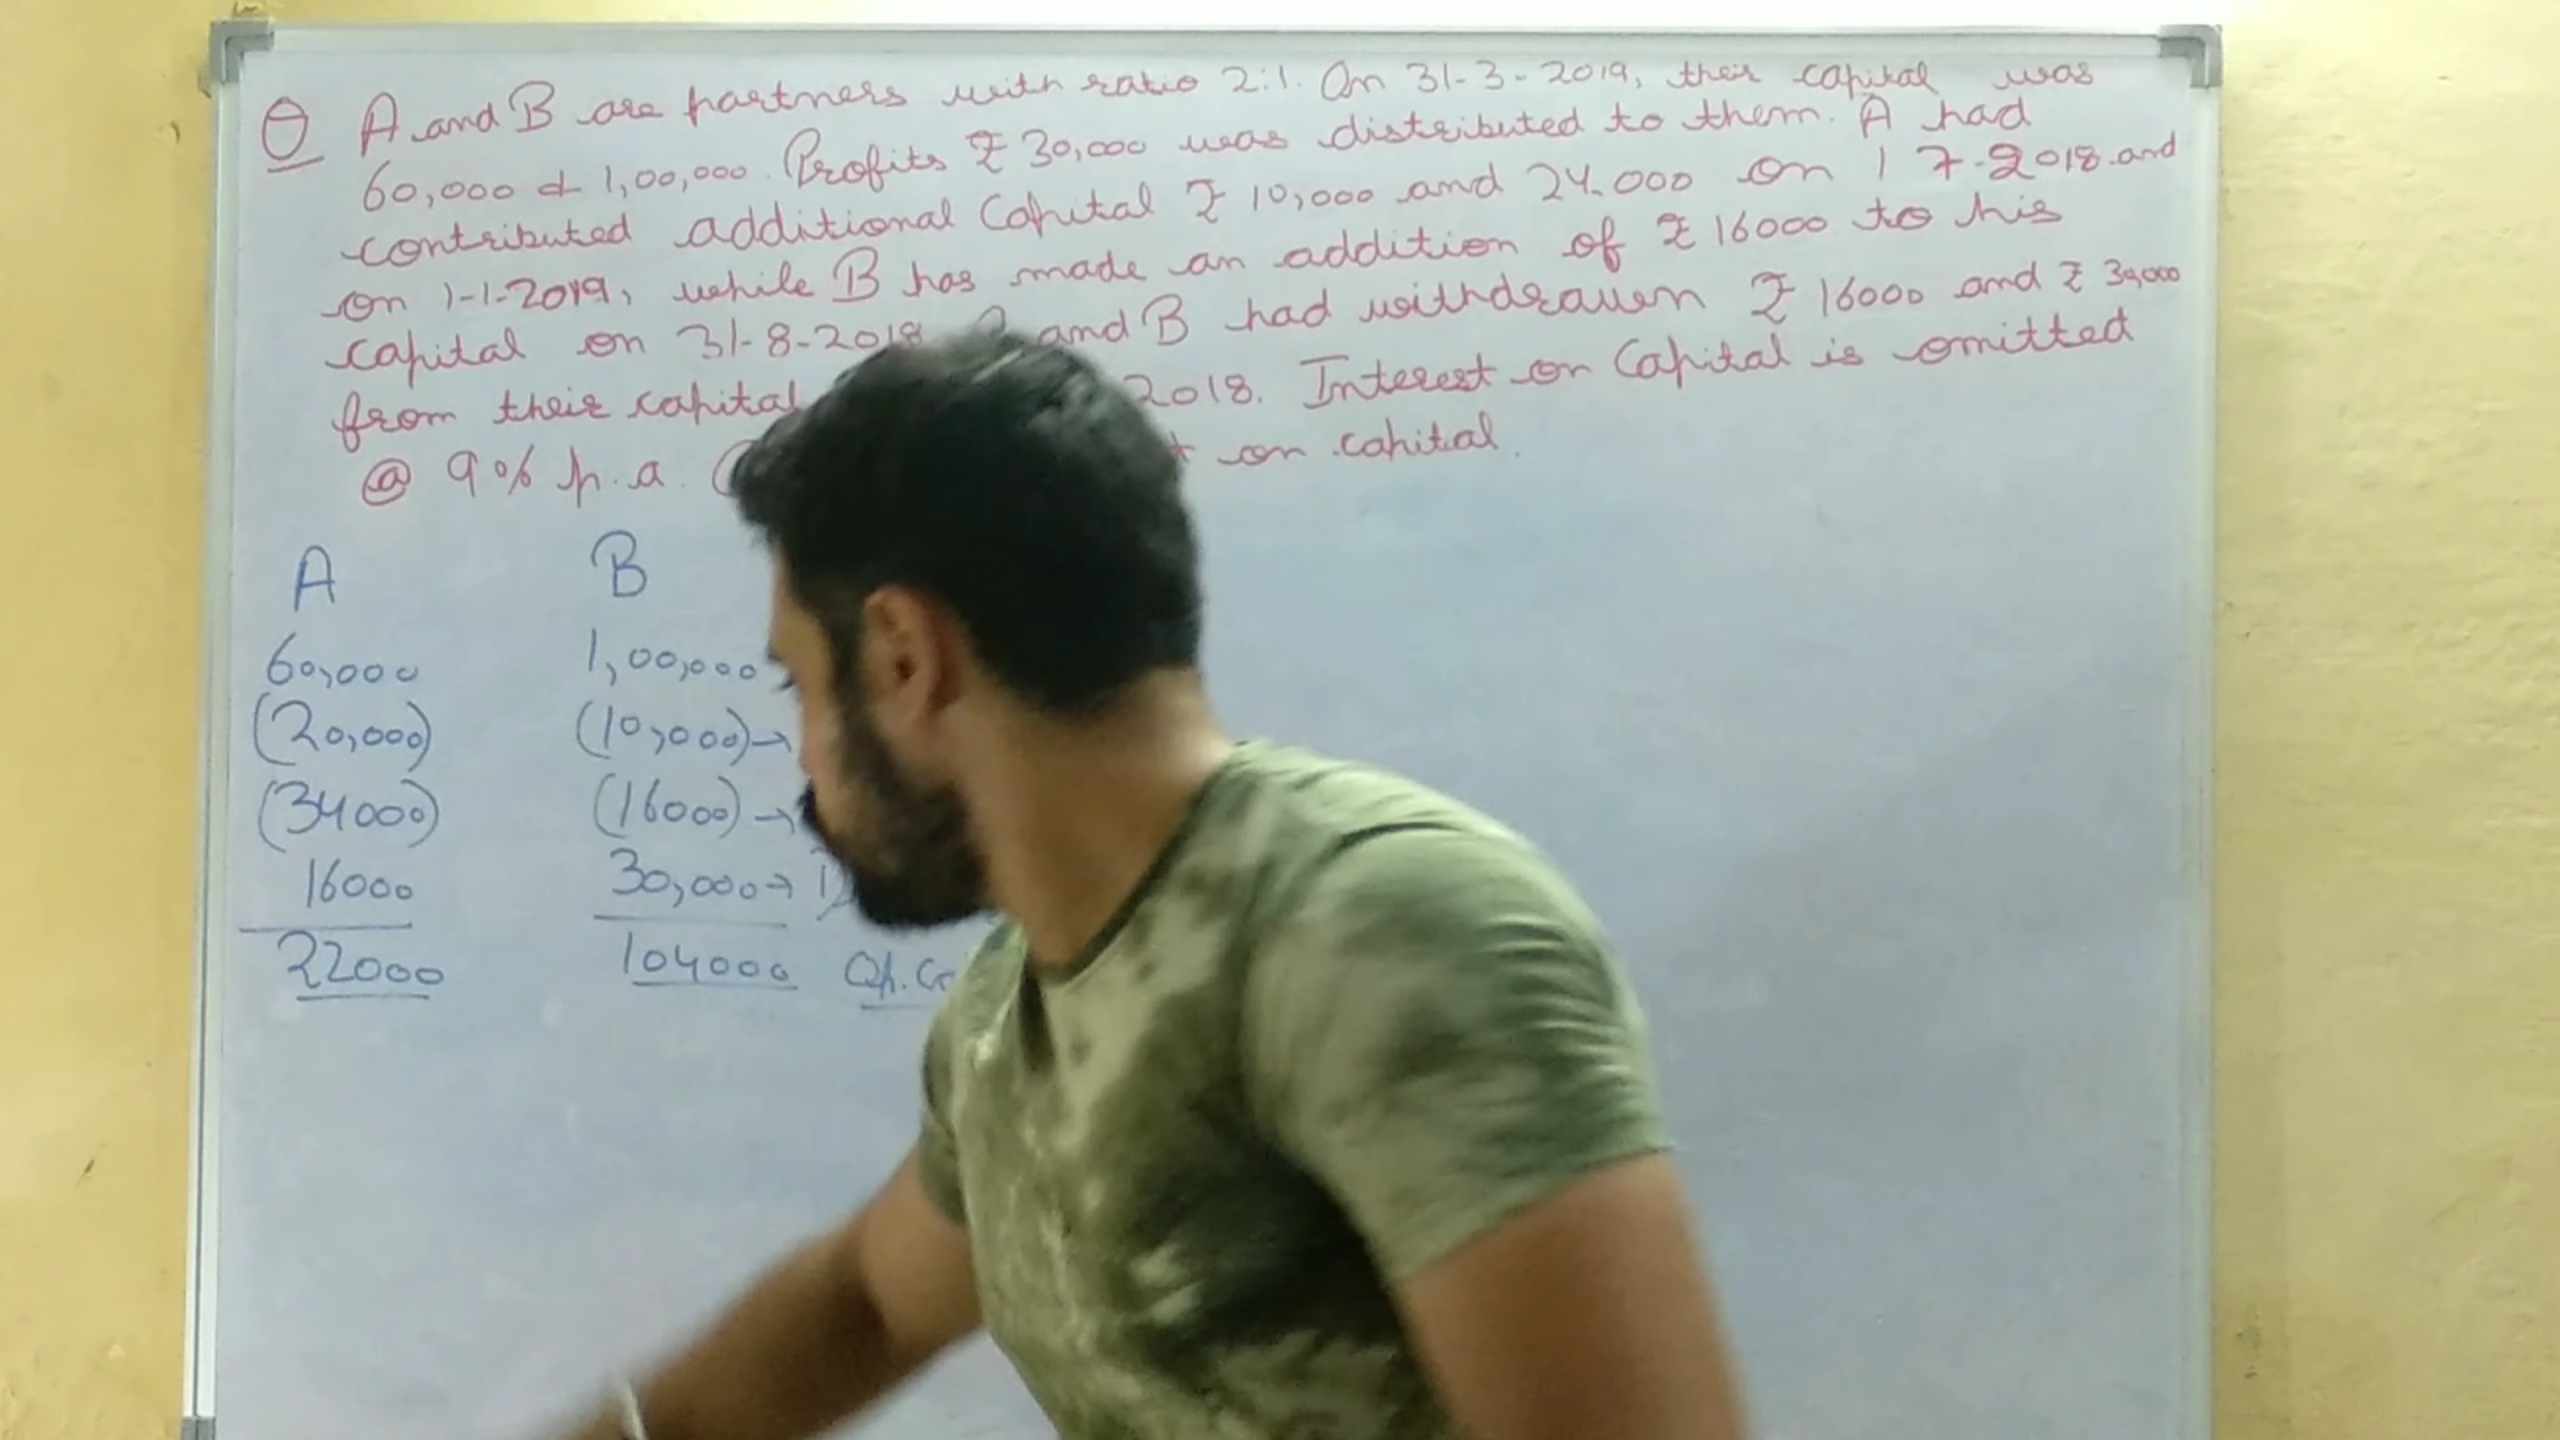 Q A and B are partners with ratio 2:1. On 31-3-2019, their capital was
60,000 & 1,00,000. Profits ₹ 30,000 was distributed to them. A had
contributed additional Capital ₹ 10,000 and 24,000 on 1 7-2018 and
on 1-1-2019, while B has made an addition of ₹ 16000 to his
capital on 31-8-2018 and B had withdrawn ₹ 16000 and ₹ 30,000
from their capital 2018. Interest on Capital is omitted
@ 9% p.a. on capital.
A B
60,000 1,00,000
(20,000) (10,000)→
(34000) (16000)→
16000 30,000→
22000 104000 Op.